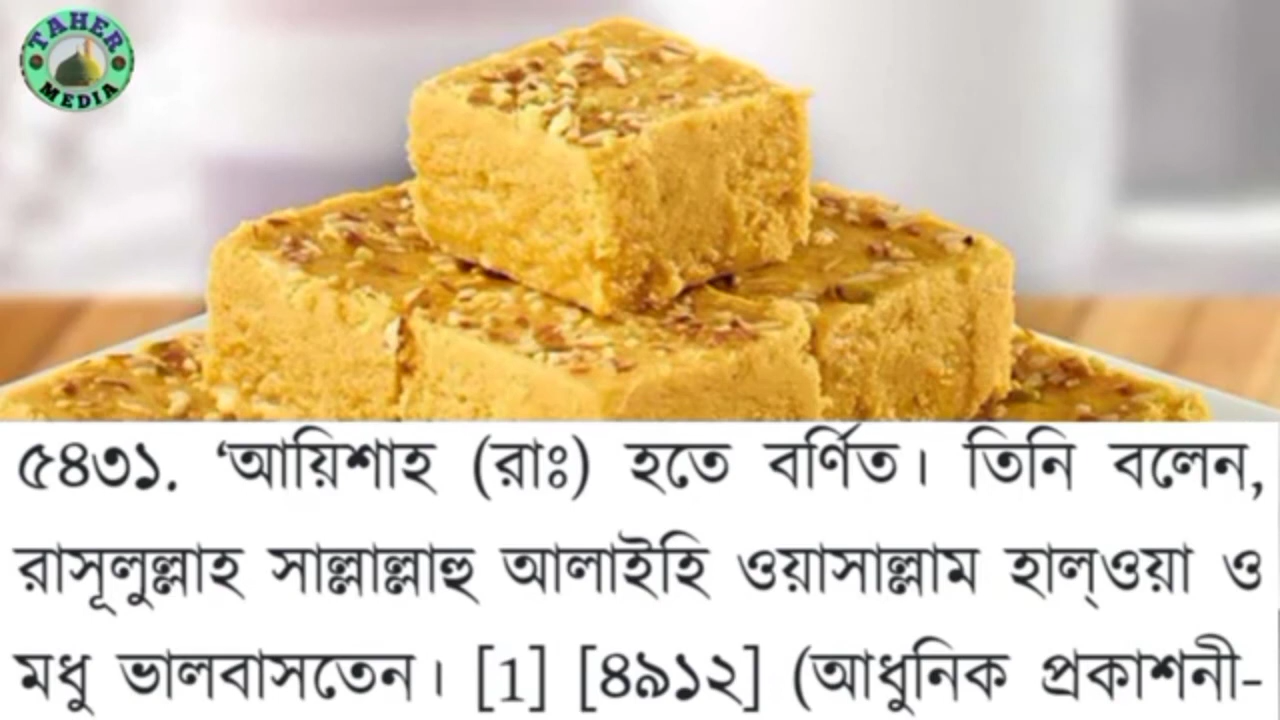 TAHER
MEDIA
৫৪৩১. ‘আয়িশাহ (রাঃ) হতে বর্ণিত। তিনি বলেন,
রাসূলুল্লাহ সাল্লাল্লাহু আলাইহি ওয়াসাল্লাম হাল্‌ওয়া ও
মধু ভালবাসতেন। [1] [৪৯১২] (আধুনিক প্রকাশনী-